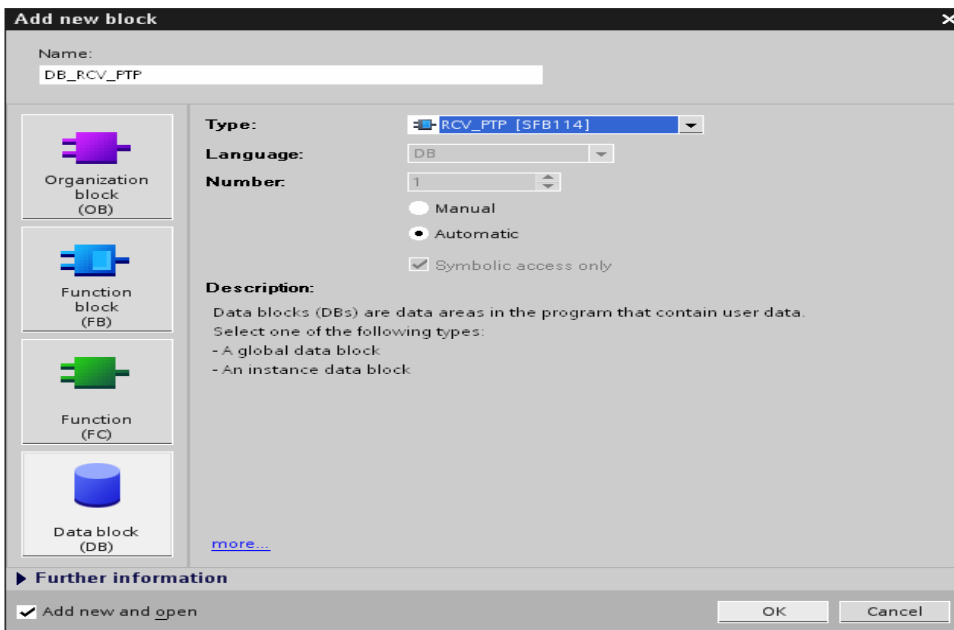 Add new block
Name:
DB_RCV_PTP
Organization
block
(OB)
Function
block
(FB)
Function
(FC)
Data block
(DB)
Type:
RCV_PTP [SFB114]
Language:
DB
Number:
1
Manual
Automatic
Symbolic access only
Description:
Data blocks (DBs) are data areas in the program that contain user data.
Select one of the following types:
- A global data block
- An instance data block
more...
Further information
Add new and open
OK
Cancel